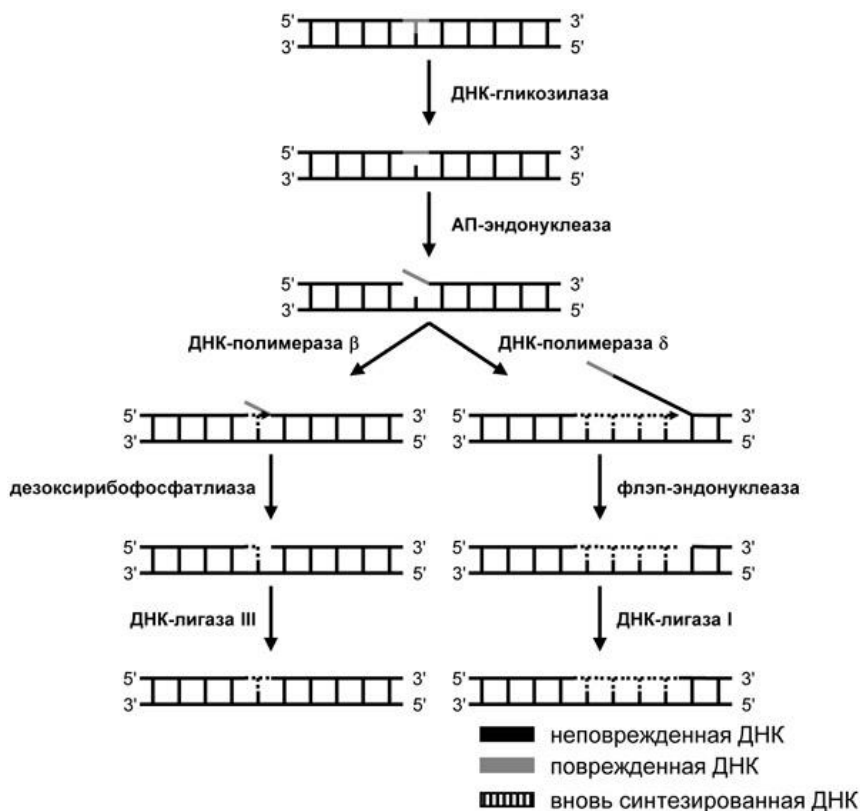 5' 3'
3' 5'
ДНК-гликозилаза
5' 3'
3' 5'
АП-эндонуклеаза
5' 3'
3' 5'
ДНК-полимераза β ДНК-полимераза δ
5' 3' 5' 3'
3' 5' 3' 5'
дезоксирибофосфатлиаза флэп-эндонуклеаза
5' 3' 5' 3'
3' 5' 3' 5'
ДНК-лигаза III ДНК-лигаза I
5' 3' 5' 3'
3' 5' 3' 5'
неповрежденная ДНК
поврежденная ДНК
вновь синтезированная ДНК